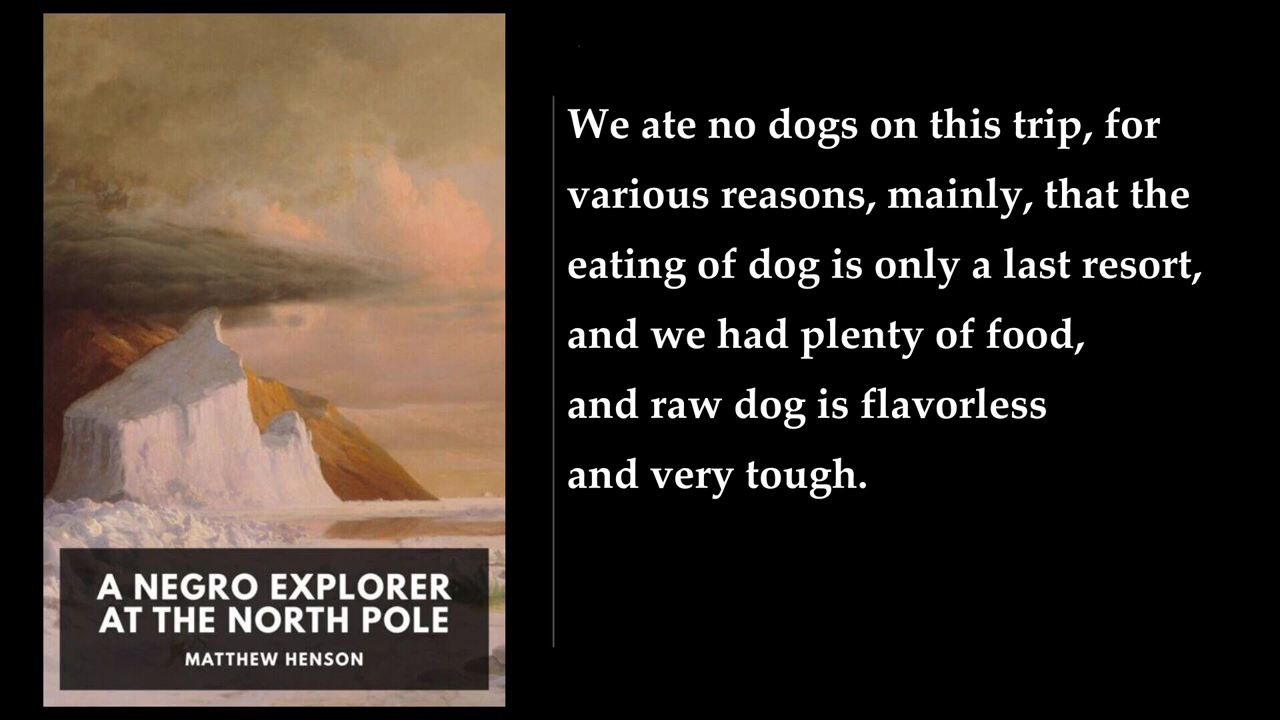 We ate no dogs on this trip, for
various reasons, mainly, that the
eating of dog is only a last resort,
and we had plenty of food,
and raw dog is flavorless
and very tough.
A NEGRO EXPLORER
AT THE NORTH POLE
MATTHEW HENSON